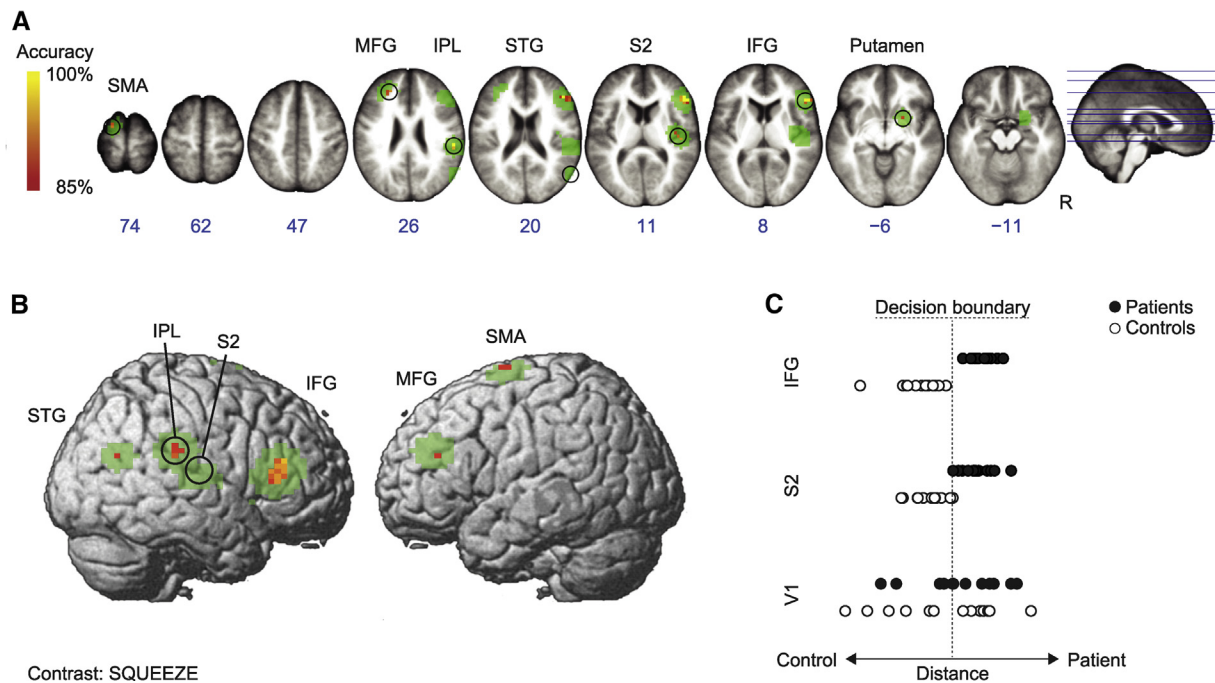 A
Accuracy
100%
85%
SMA
MFG
IPL
STG
S2
IFG
Putamen
R
74
62
47
26
20
11
8
−6
−11
B
IPL
S2
STG
IFG
MFG
SMA
Contrast: SQUEEZE
C
Decision boundary
Patients
Controls
IFG
S2
V1
Control
Distance
Patient